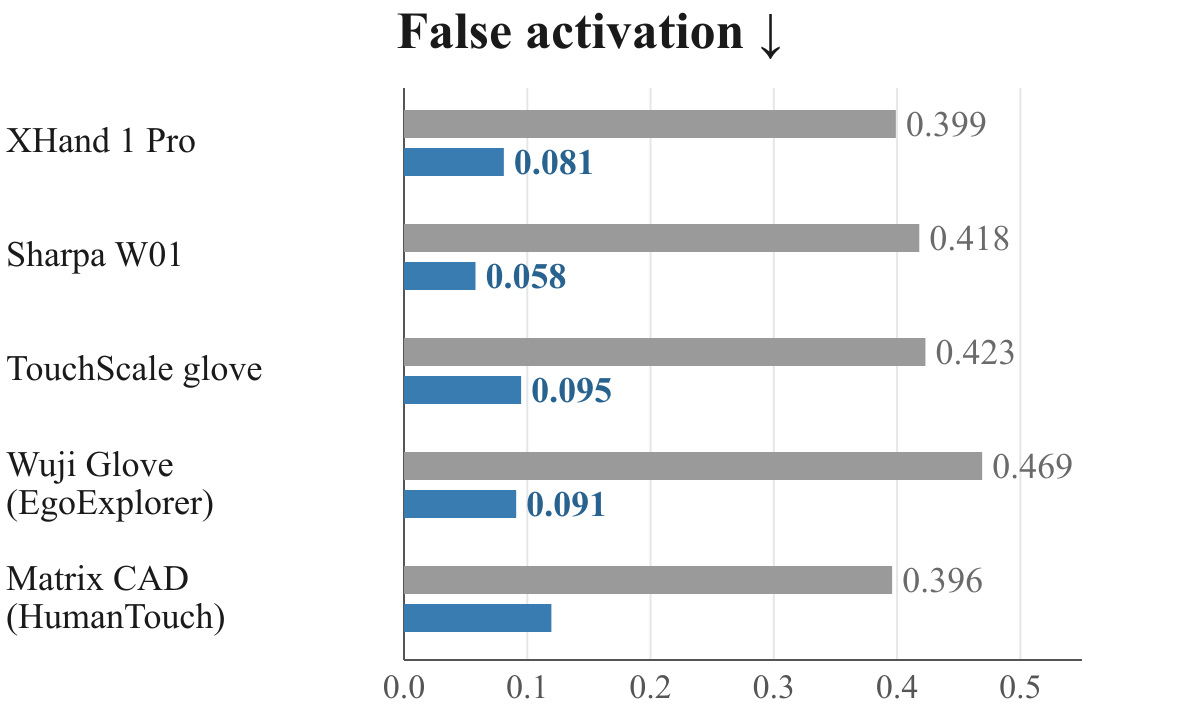 False activation ↓
XHand 1 Pro
0.399
0.081
Sharpa W01
0.418
0.058
TouchScale glove
0.423
0.095
Wuji Glove
(EgoExplorer)
0.469
0.091
Matrix CAD
(HumanTouch)
0.396
0.0 0.1 0.2 0.3 0.4 0.5